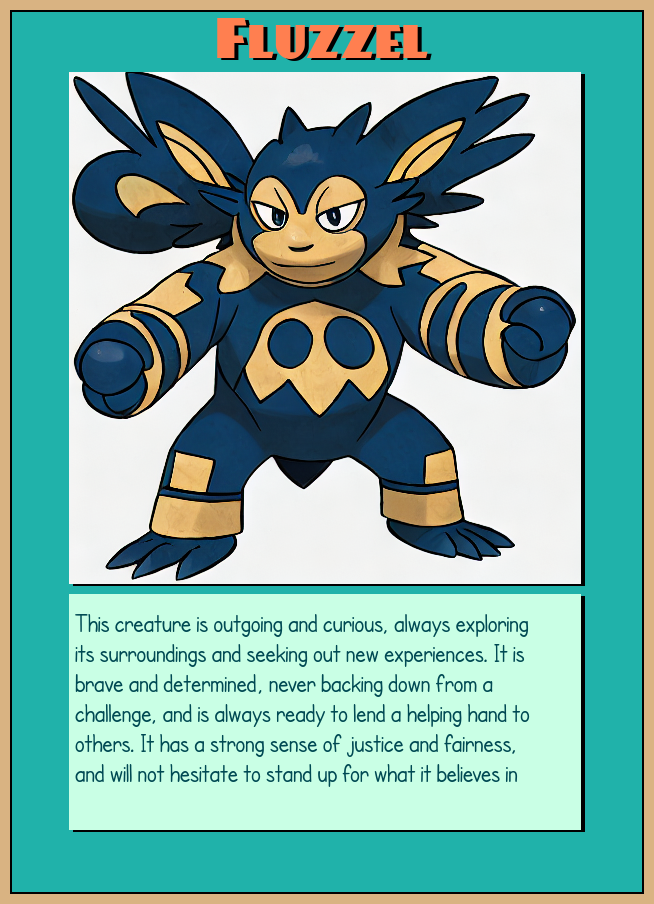 Fluzzel
This creature is outgoing and curious, always exploring
its surroundings and seeking out new experiences. It is
brave and determined, never backing down from a
challenge, and is always ready to lend a helping hand to
others. It has a strong sense of justice and fairness,
and will not hesitate to stand up for what it believes in